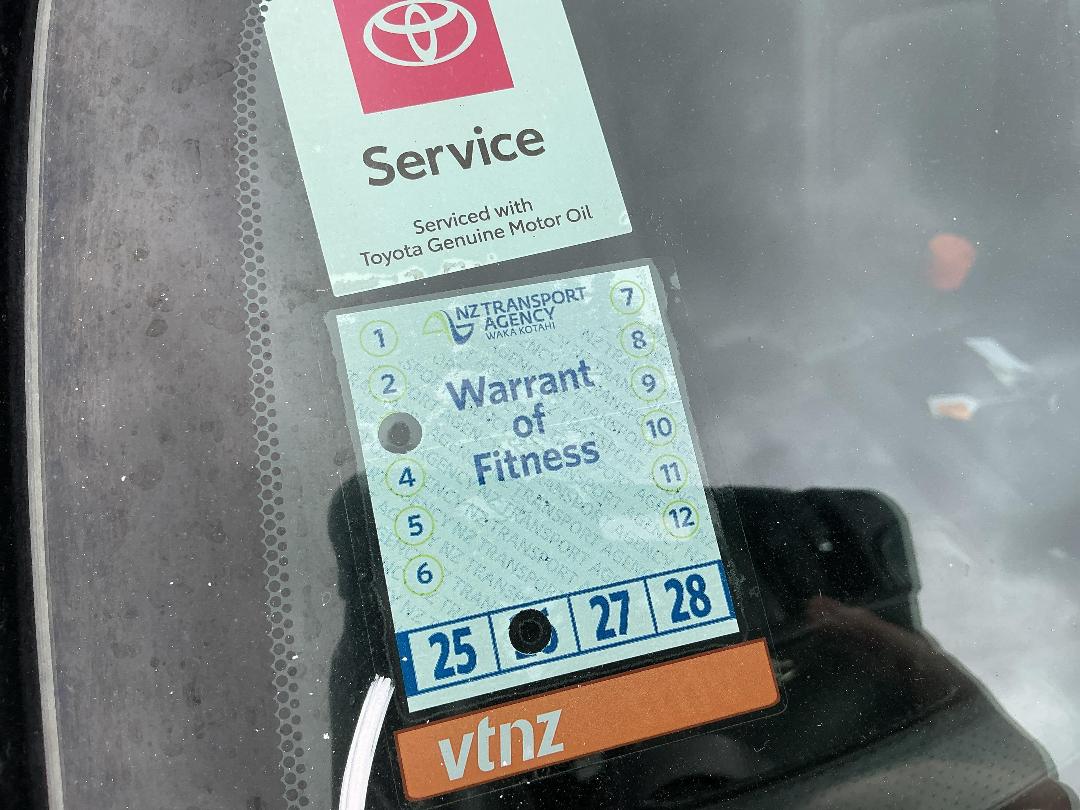 Service
Serviced with
Toyota Genuine Motor Oil
NZ TRANSPORT
AGENCY
WAKA KOTAHI
Warrant
of
Fitness
1
2
4
5
6
7
8
9
10
11
12
25
27
28
vtnz